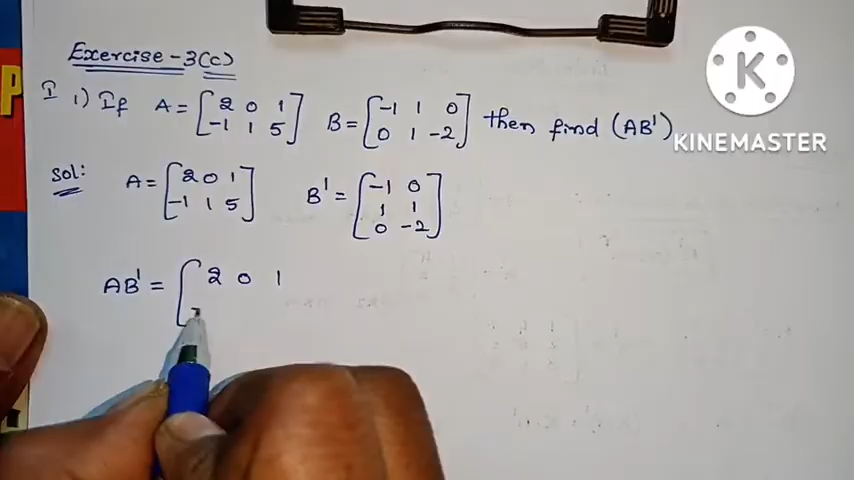 Exercise -3(c)
I 1) If A = [2 0 1 -1 1 5] B = [-1 1 0 0 1 -2] then find (AB')
KINEMASTER
Sol: A = [2 0 1 -1 1 5] B' = [-1 0 1 1 0 -2]
AB' = [2 0 1
P